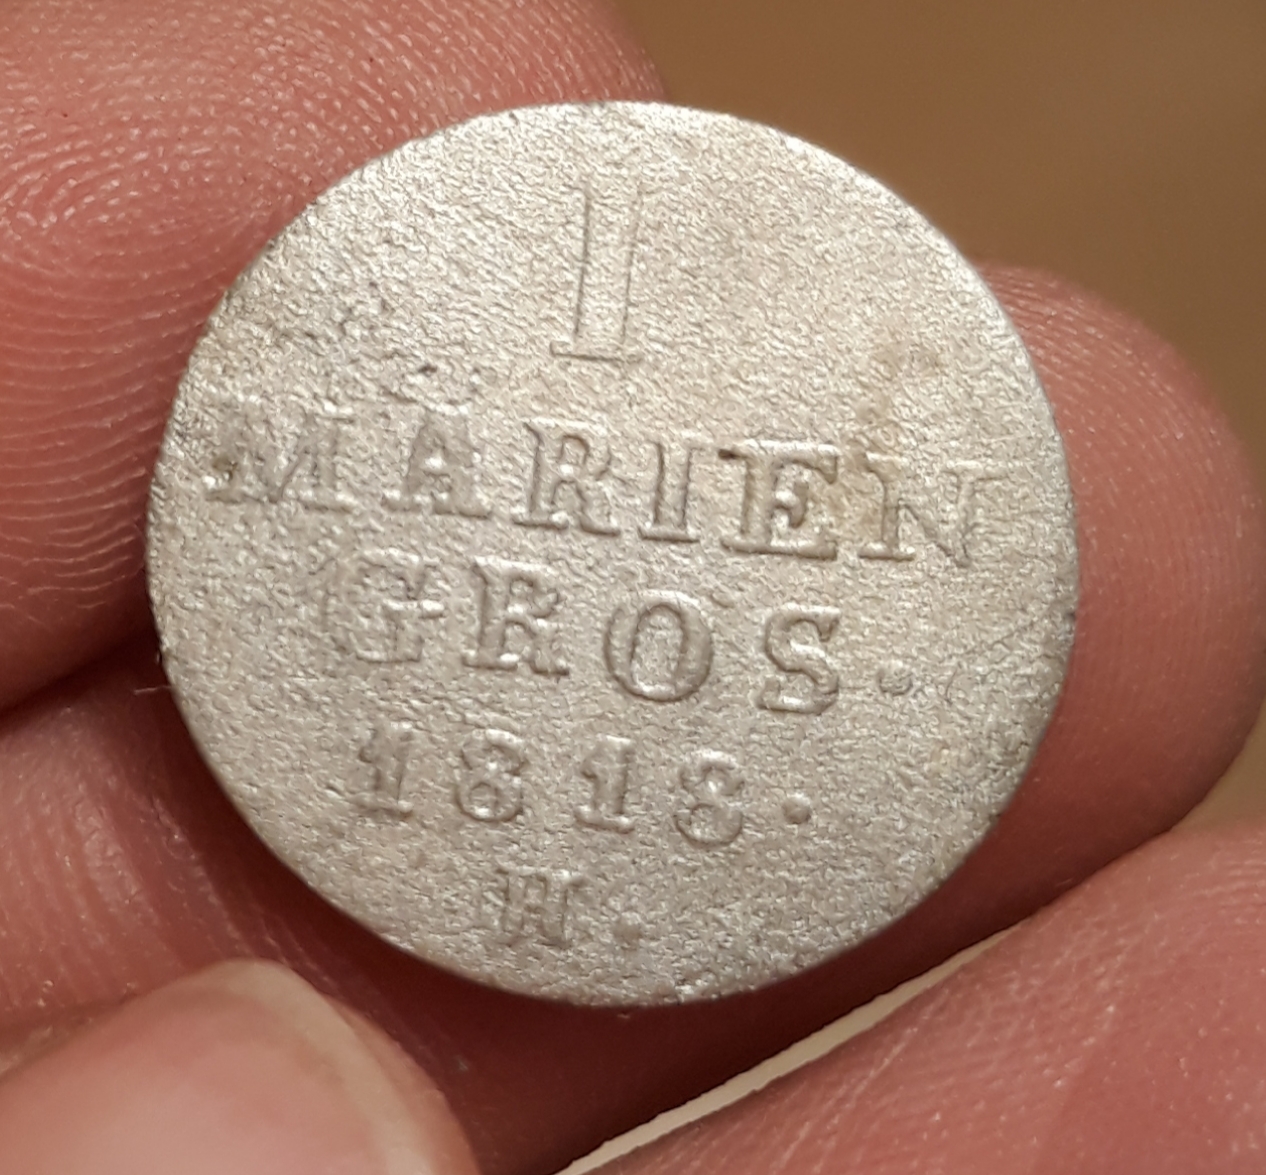 1
MARIEN
GROS.
1818.
H.